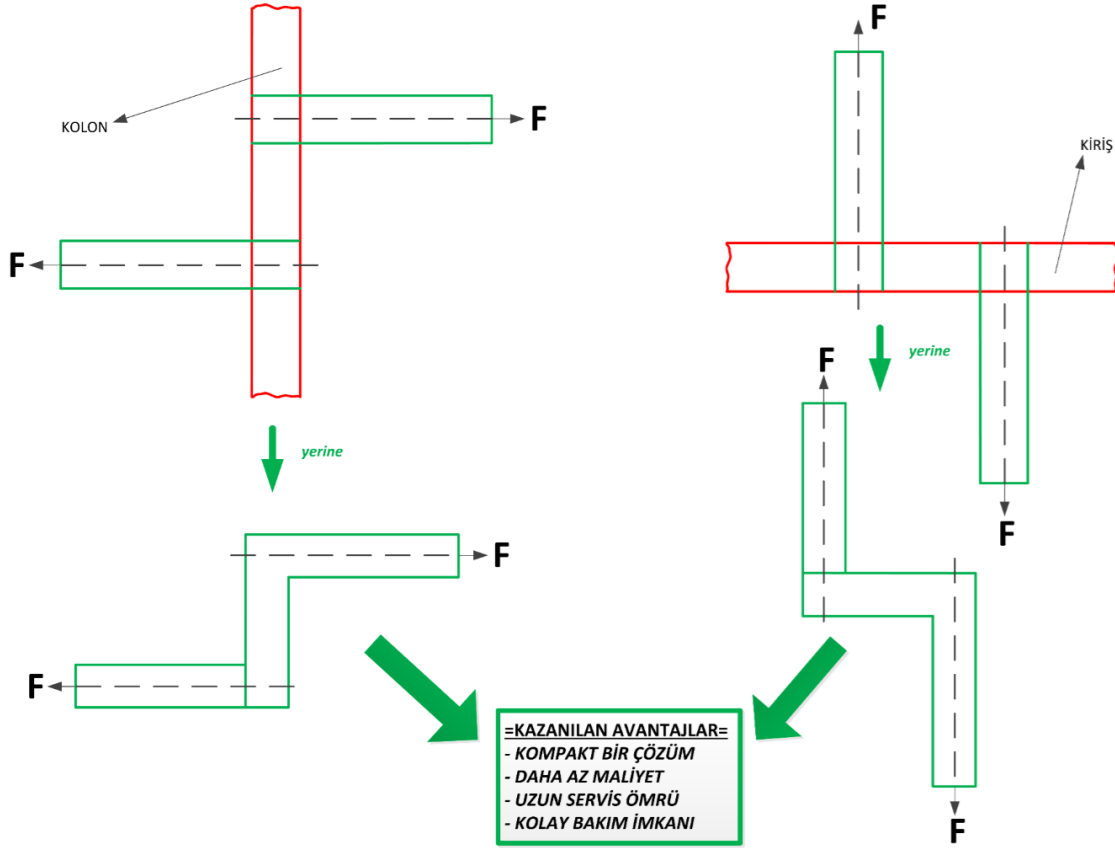 F
KOLON
F
F
KİRİŞ
yerine
F
F
yerine
F
F
F
=KAZANILAN AVANTAJLAR=
- KOMPAKT BİR ÇÖZÜM
- DAHA AZ MALİYET
- UZUN SERVİS ÖMRÜ
- KOLAY BAKIM İMKANI